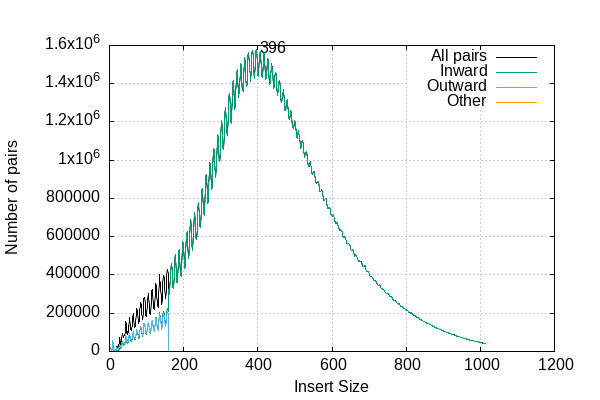 396
All pairs
Inward
Outward
Other
Number of pairs
1.6x10^6
1.4x10^6
1.2x10^6
1x10^6
800000
600000
400000
200000
0
0 200 400 600 800 1000 1200
Insert Size